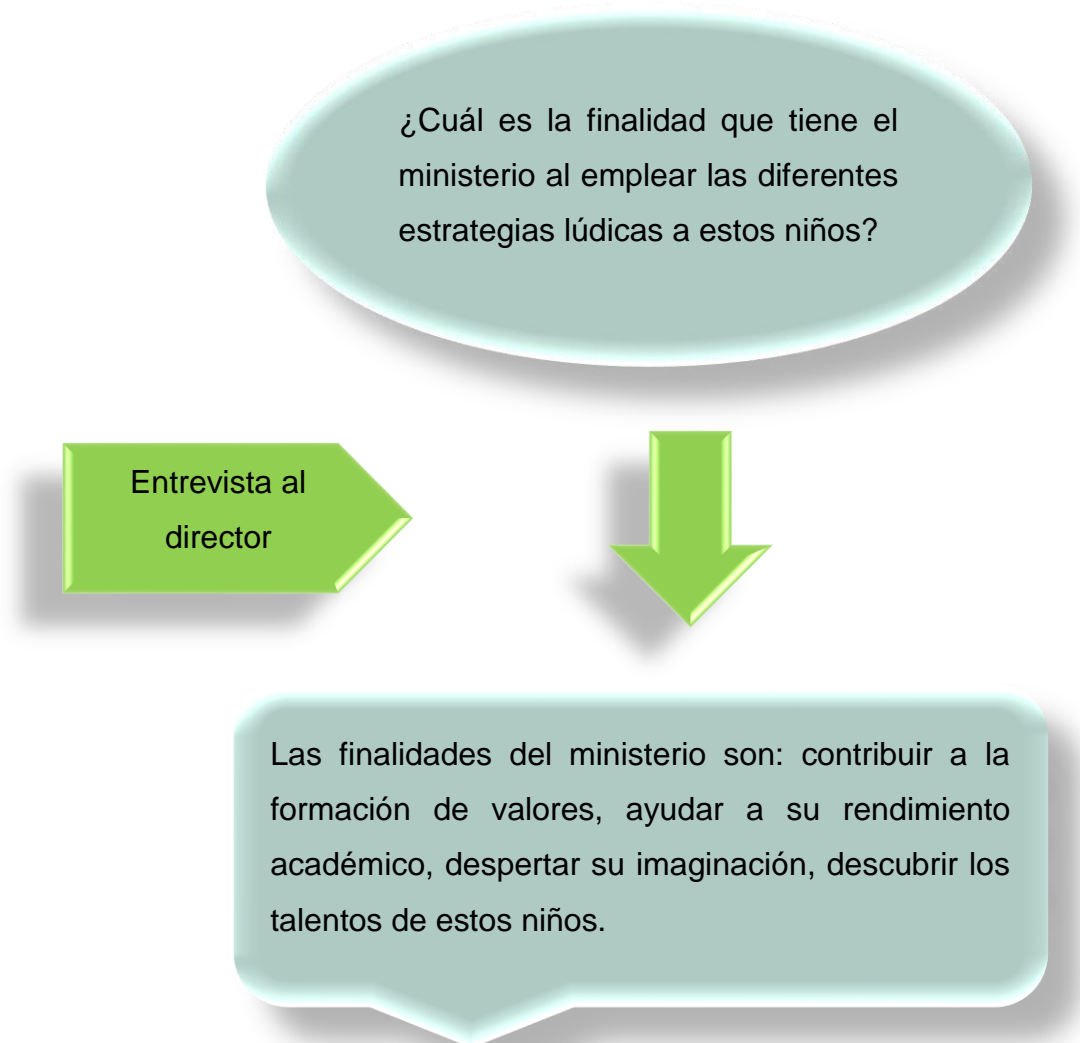 ¿Cuál es la finalidad que tiene el
ministerio al emplear las diferentes
estrategias lúdicas a estos niños?
Entrevista al
director
Las finalidades del ministerio son: contribuir a la
formación de valores, ayudar a su rendimiento
académico, despertar su imaginación, descubrir los
talentos de estos niños.